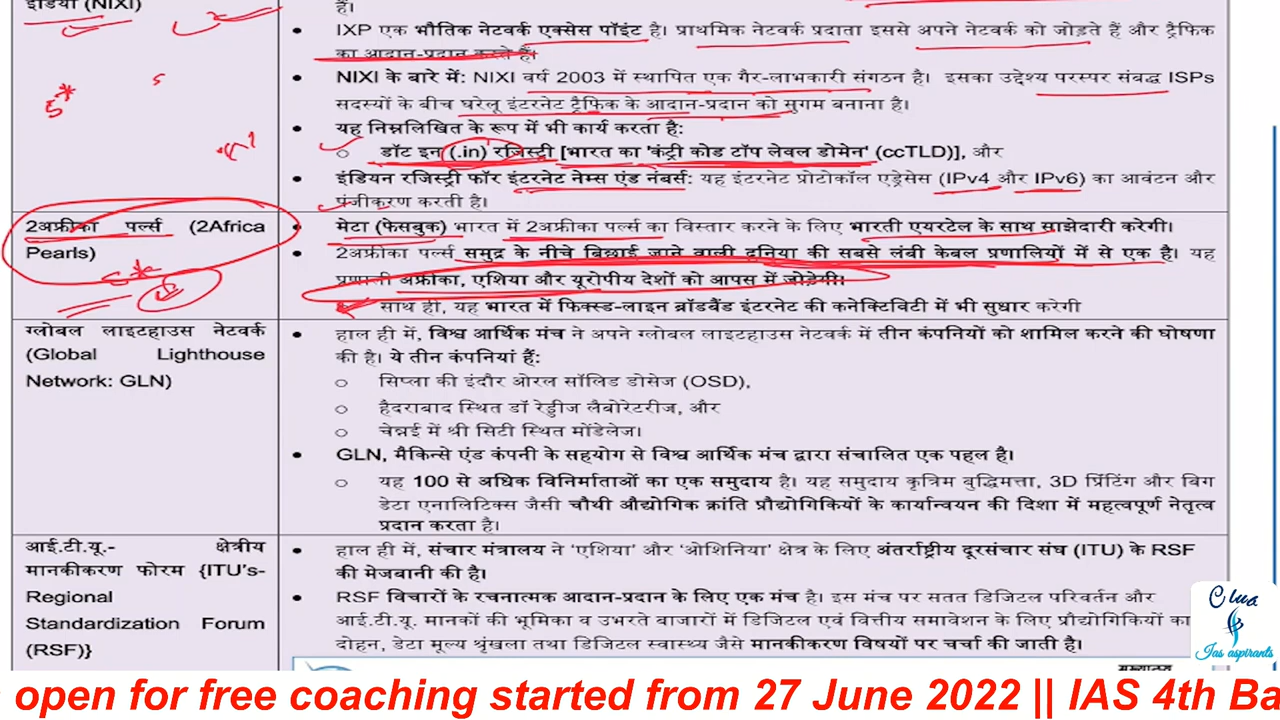 इंडिया (NIXI)
हैं।
IXP एक भौतिक नेटवर्क एक्सेस पॉइंट है। प्राथमिक नेटवर्क प्रदाता इससे अपने नेटवर्क को जोड़ते हैं और ट्रैफिक
का आदान-प्रदान करते हैं।
NIXI के बारे में: NIXI वर्ष 2003 में स्थापित एक गैर-लाभकारी संगठन है। इसका उद्देश्य परस्पर संबद्ध ISPs
सदस्यों के बीच घरेलू इंटरनेट ट्रैफिक के आदान-प्रदान को सुगम बनाना है।
यह निम्नलिखित के रूप में भी कार्य करता है:
डॉट इन (.in) रजिस्ट्री [भारत का 'कंट्री कोड टॉप लेवल डोमेन' (ccTLD)], और
इंडियन रजिस्ट्री फॉर इंटरनेट नेम्स एंड नंबर्स: यह इंटरनेट प्रोटोकॉल एड्रेसेस (IPv4 और IPv6) का आवंटन और
पंजीकरण करती है।
2अफ्रीका पर्ल्स (2Africa
Pearls)
मेटा (फेसबुक) भारत में 2अफ्रीका पर्ल्स का विस्तार करने के लिए भारती एयरटेल के साथ साझेदारी करेगी।
2अफ्रीका पर्ल्स समुद्र के नीचे बिछाई जाने वाली दुनिया की सबसे लंबी केबल प्रणालियों में से एक है। यह
प्रणाली अफ्रीका, एशिया और यूरोपीय देशों को आपस में जोड़ेगी।
साथ ही, यह भारत में फिक्स्ड-लाइन ब्रॉडबैंड इंटरनेट की कनेक्टिविटी में भी सुधार करेगी
ग्लोबल लाइटहाउस नेटवर्क
(Global Lighthouse
Network: GLN)
हाल ही में, विश्व आर्थिक मंच ने अपने ग्लोबल लाइटहाउस नेटवर्क में तीन कंपनियों को शामिल करने की घोषणा
की है। ये तीन कंपनियां हैं:
सिप्ला की इंदौर ओरल सॉलिड डोसेज (OSD),
हैदराबाद स्थित डॉ रेड्डीज लैबोरेटरीज, और
चेन्नई में श्री सिटी स्थित मोंडेलेज।
GLN, मैकिन्से एंड कंपनी के सहयोग से विश्व आर्थिक मंच द्वारा संचालित एक पहल है।
यह 100 से अधिक विनिर्माताओं का एक समुदाय है। यह समुदाय कृत्रिम बुद्धिमत्ता, 3D प्रिंटिंग और बिग
डेटा एनालिटिक्स जैसी चौथी औद्योगिक क्रांति प्रौद्योगिकियों के कार्यान्वयन की दिशा में महत्वपूर्ण नेतृत्व
प्रदान करता है।
आई.टी.यू.- क्षेत्रीय
मानकीकरण फोरम {ITU's-
Regional
Standardization Forum
(RSF)}
हाल ही में, संचार मंत्रालय ने 'एशिया' और 'ओशिनिया' क्षेत्र के लिए अंतर्राष्ट्रीय दूरसंचार संघ (ITU) के RSF
की मेजबानी की है।
RSF विचारों के रचनात्मक आदान-प्रदान के लिए एक मंच है। इस मंच पर सतत डिजिटल परिवर्तन और
आई.टी.यू. मानकों की भूमिका व उभरते बाजारों में डिजिटल एवं वित्तीय समावेशन के लिए प्रौद्योगिकियों का
दोहन, डेटा मूल्य श्रृंखला तथा डिजिटल स्वास्थ्य जैसे मानकीकरण विषयों पर चर्चा की जाती है।
Ias aspirants
open for free coaching started from 27 June 2022 || IAS 4th Ba